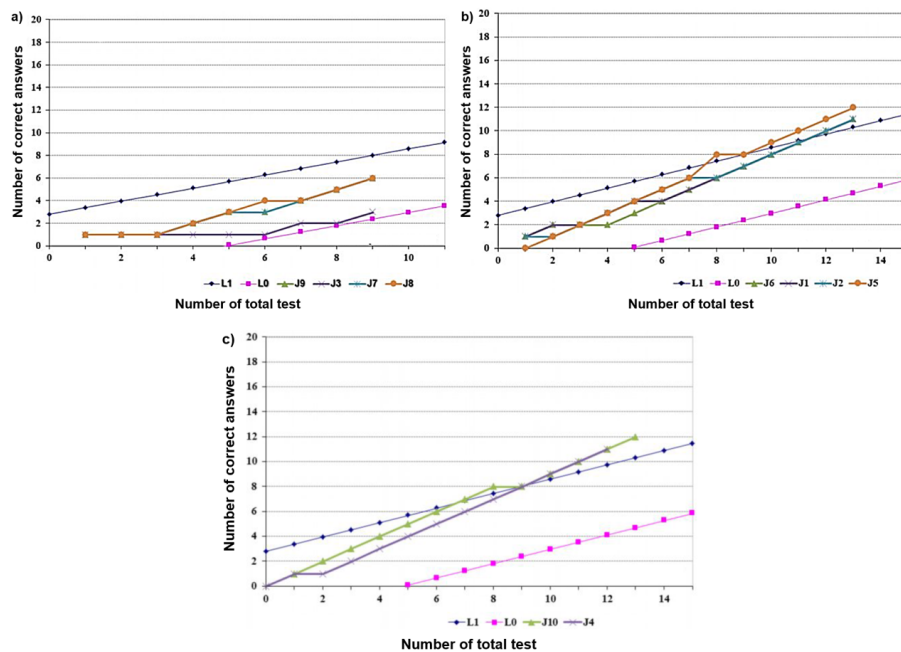 a)
Number of correct answers
20
18
16
14
12
10
8
6
4
2
0
0 2 4 6 8 10
L1 L0 J9 J3 J7 J8
Number of total test
b)
Number of correct answers
20
18
16
14
12
10
8
6
4
2
0
0 2 4 6 8 10 12 14
L1 L0 J6 J1 J2 J5
Number of total test
c)
Number of correct answers
20
18
16
14
12
10
8
6
4
2
0
0 2 4 6 8 10 12 14
L1 L0 J10 J4
Number of total test